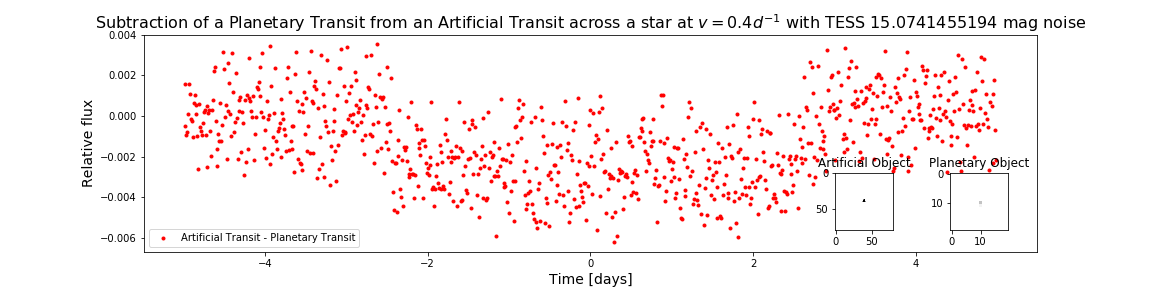 Subtraction of a Planetary Transit from an Artificial Transit across a star at v = 0.4d⁻¹ with TESS 15.0741455194 mag noise
0.004
0.002
0.000
−0.002
−0.004
−0.006
Relative flux
Artificial Object
0
50
0 50
Planetary Object
0
10
0 10
Artificial Transit - Planetary Transit
−4 −2 0 2 4
Time [days]